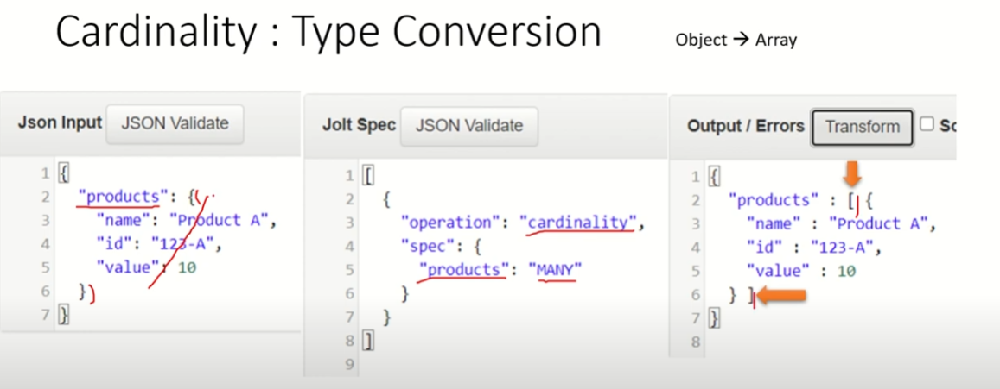 Cardinality : Type Conversion
Object → Array
Json Input JSON Validate
1 {
2 "products": {
3 "name": "Product A",
4 "id": "123-A",
5 "value": 10
6 }
7 }
Jolt Spec JSON Validate
1 [
2 {
3 "operation": "cardinality",
4 "spec": {
5 "products": "MANY"
6 }
7 }
8 ]
9
Output / Errors Transform
1 {
2 "products" : [ {
3 "name" : "Product A",
4 "id" : "123-A",
5 "value" : 10
6 } ]
7 }
8